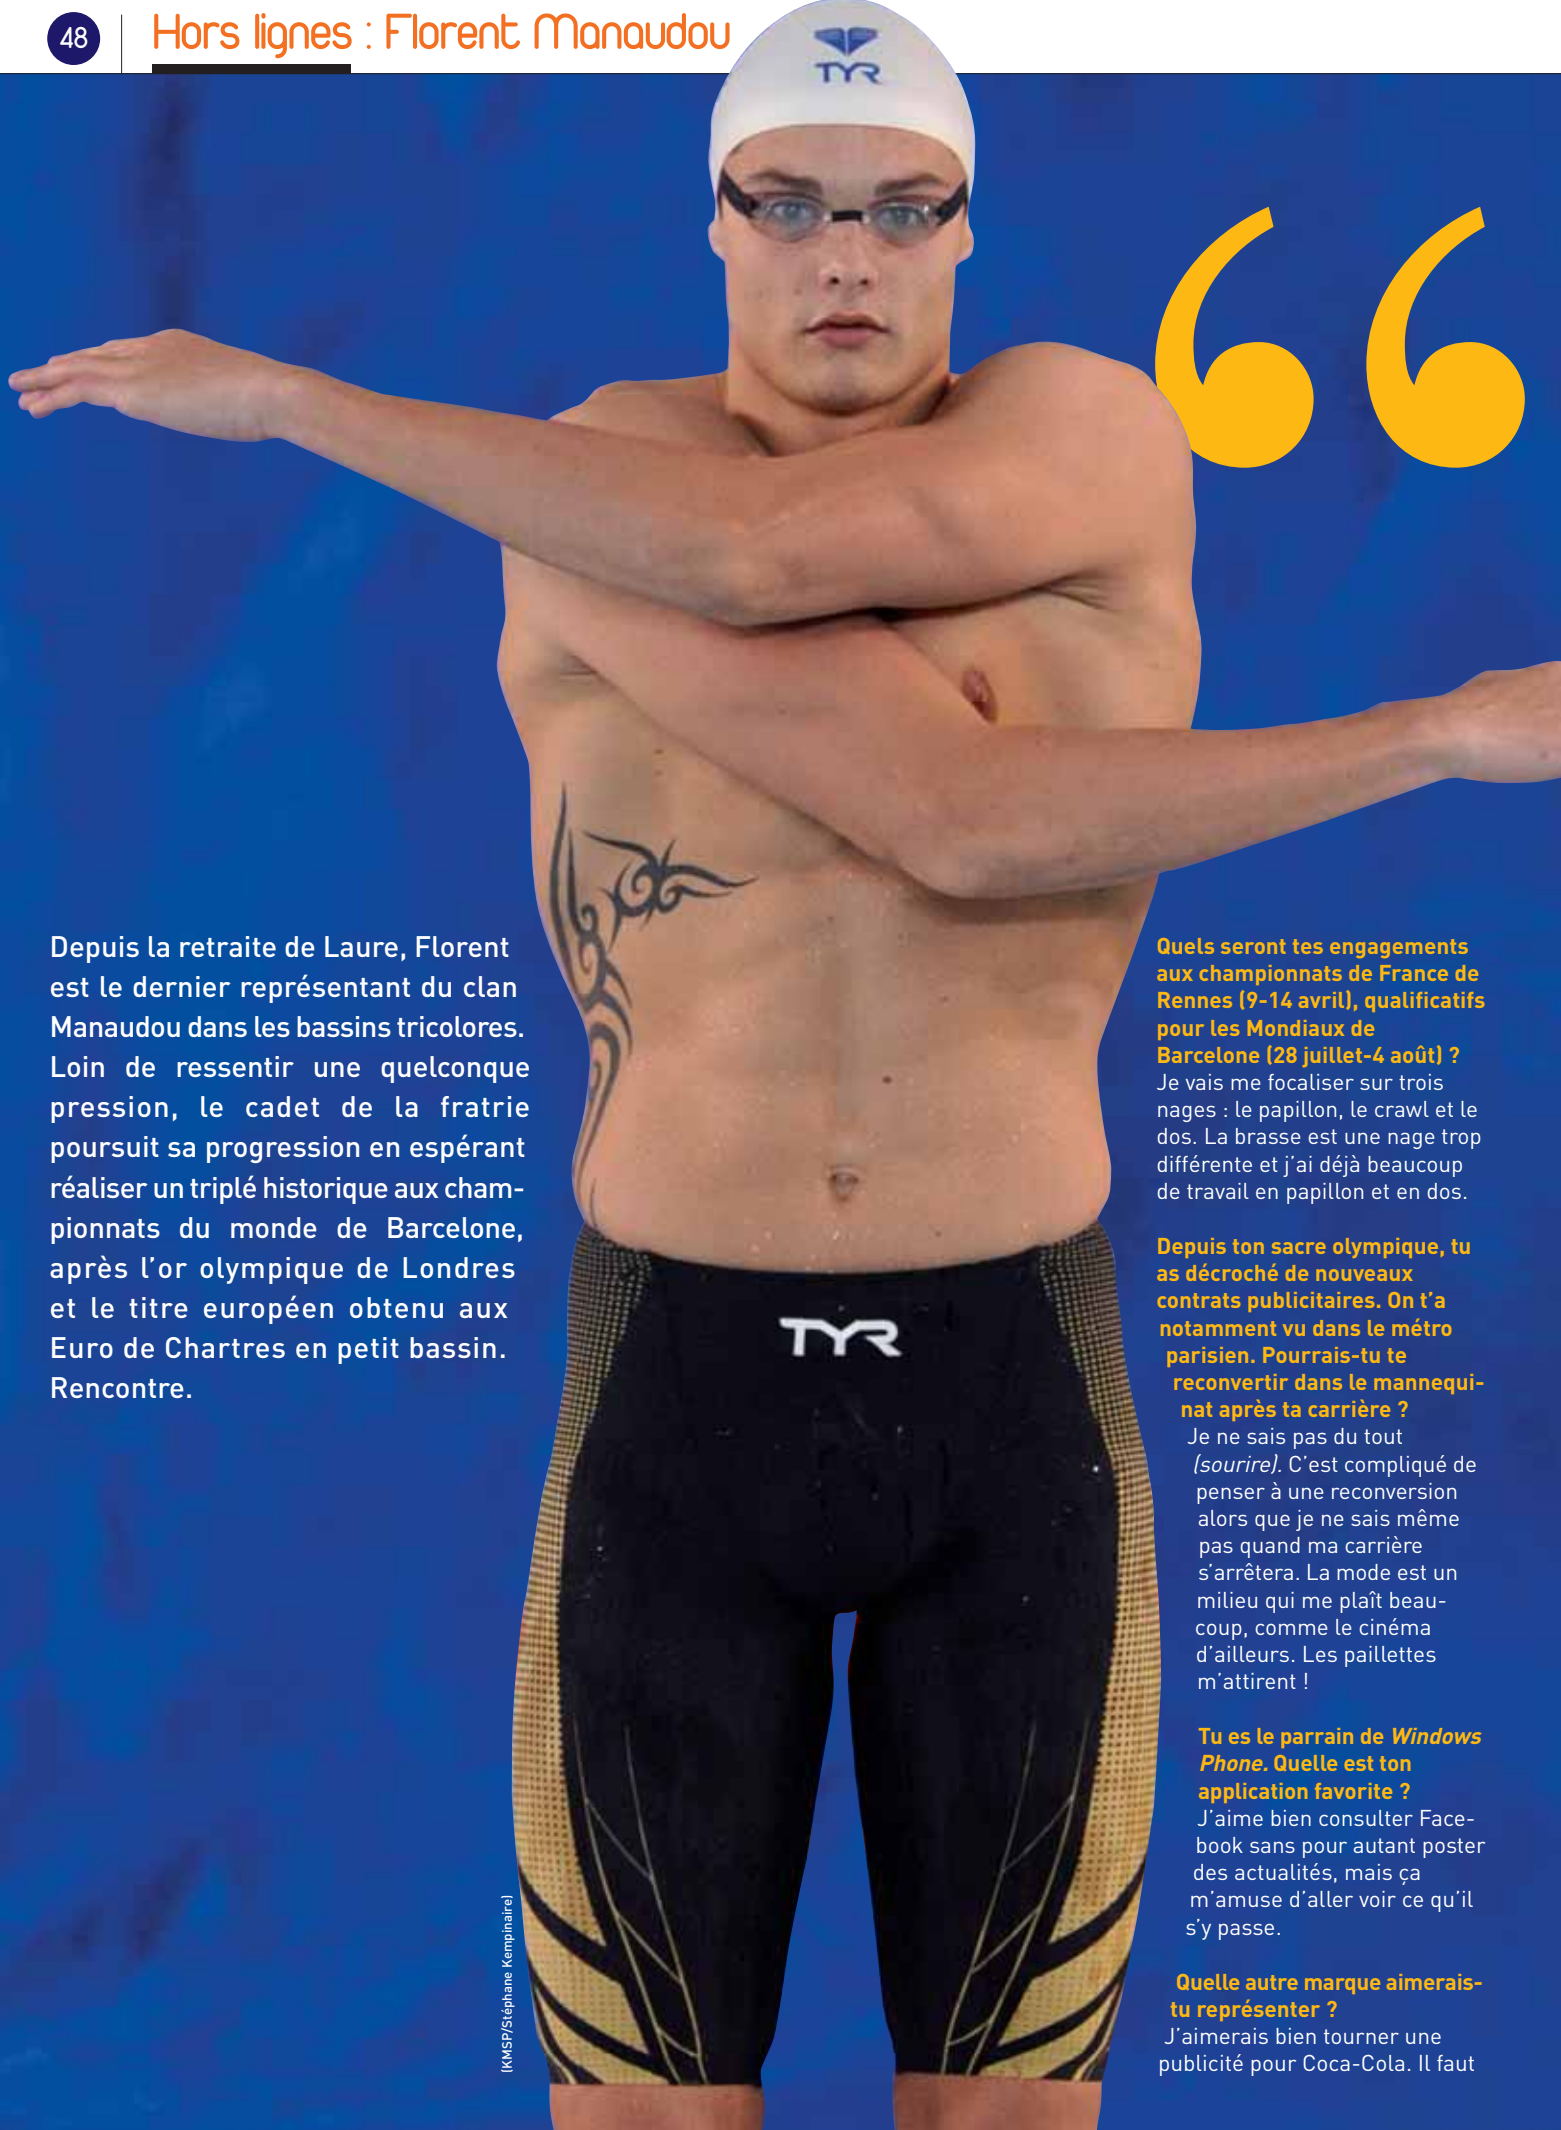 48
Hors lignes : Florent Manaudou
TYR
Depuis la retraite de Laure, Florent
est le dernier représentant du clan
Manaudou dans les bassins tricolores.
Loin de ressentir une quelconque
pression, le cadet de la fratrie
poursuit sa progression en espérant
réaliser un triplé historique aux cham-
pionnats du monde de Barcelone,
après l'or olympique de Londres
et le titre européen obtenu aux
Euro de Chartres en petit bassin.
Rencontre.
TYR
(KMSP/Stéphane Kempinaire)
“
Quels seront tes engagements
aux championnats de France de
Rennes (9-14 avril), qualificatifs
pour les Mondiaux de
Barcelone (28 juillet-4 août) ?
Je vais me focaliser sur trois
nages : le papillon, le crawl et le
dos. La brasse est une nage trop
différente et j'ai déjà beaucoup
de travail en papillon et en dos.
Depuis ton sacre olympique, tu
as décroché de nouveaux
contrats publicitaires. On t'a
notamment vu dans le métro
parisien. Pourrais-tu te
reconvertir dans le mannequi-
nat après ta carrière ?
Je ne sais pas du tout
(sourire). C'est compliqué de
penser à une reconversion
alors que je ne sais même
pas quand ma carrière
s'arrêtera. La mode est un
milieu qui me plaît beau-
coup, comme le cinéma
d'ailleurs. Les paillettes
m'attirent !
Tu es le parrain de Windows
Phone. Quelle est ton
application favorite ?
J'aime bien consulter Face-
book sans pour autant poster
des actualités, mais ça
m'amuse d'aller voir ce qu'il
s'y passe.
Quelle autre marque aimerais-
tu représenter ?
J'aimerais bien tourner une
publicité pour Coca-Cola. Il faut